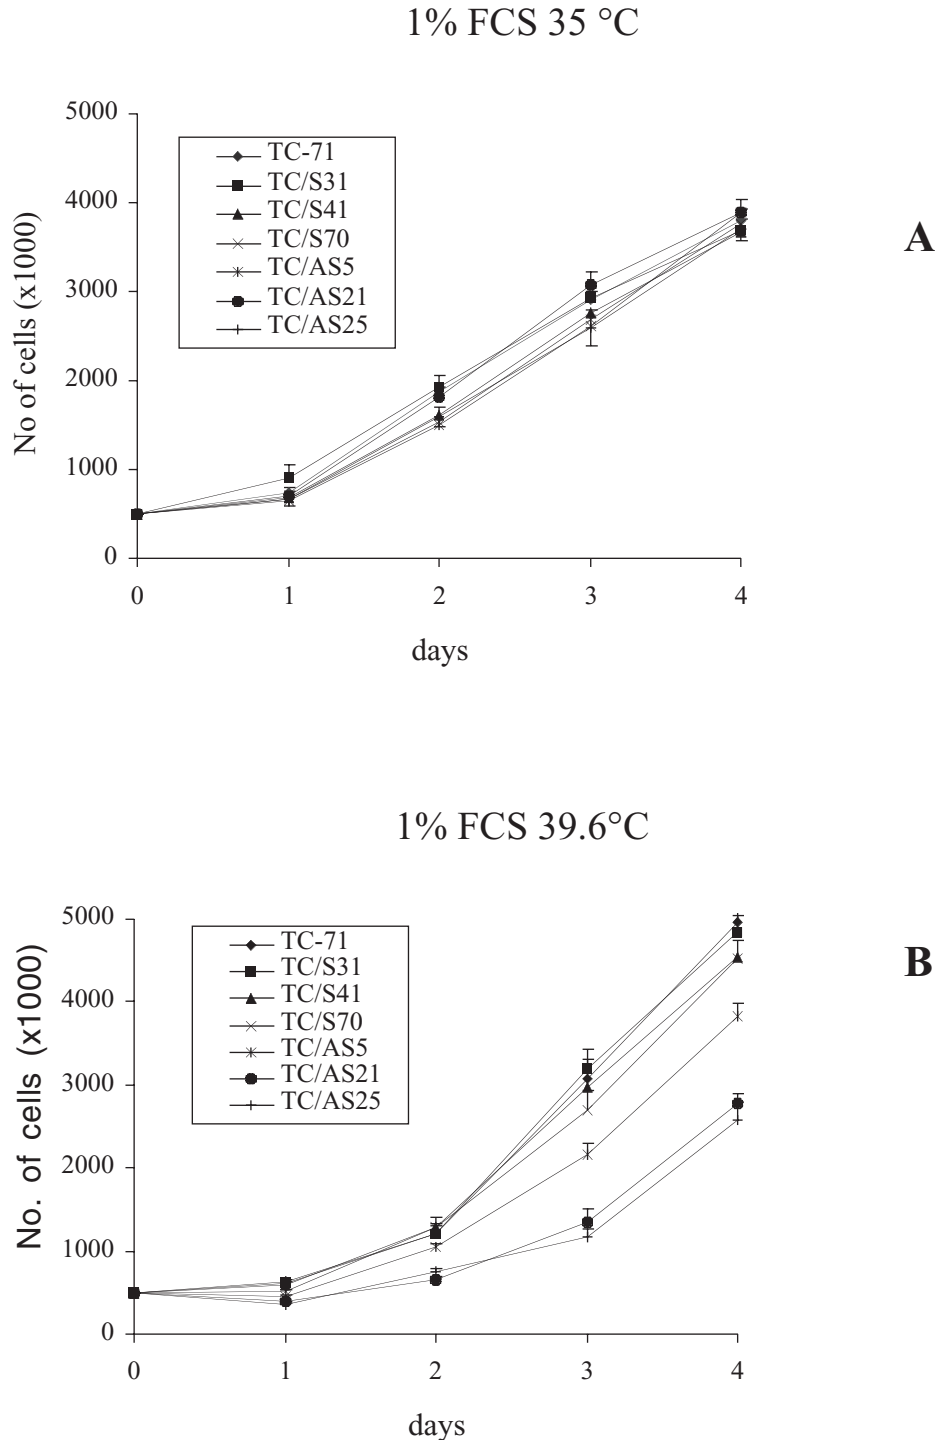 1% FCS 35 °C
5000
4000
3000
2000
1000
0
No of cells (x1000)
TC-71
TC/S31
TC/S41
TC/S70
TC/AS5
TC/AS21
TC/AS25
A
0 1 2 3 4
days
1% FCS 39.6°C
5000
4000
3000
2000
1000
0
No. of cells (x1000)
TC-71
TC/S31
TC/S41
TC/S70
TC/AS5
TC/AS21
TC/AS25
B
0 1 2 3 4
days